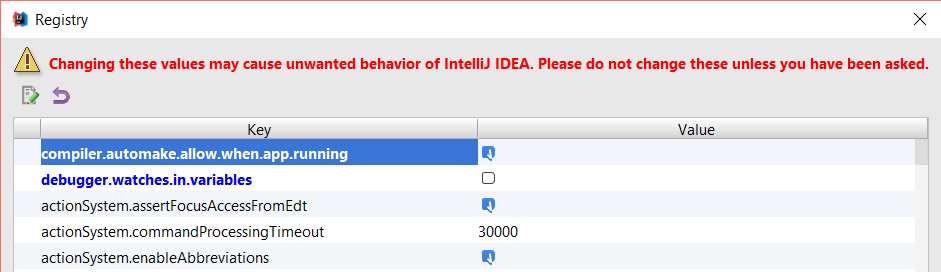 Registry
Changing these values may cause unwanted behavior of IntelliJ IDEA. Please do not change these unless you have been asked.
Key Value
compiler.automake.allow.when.app.running
debugger.watches.in.variables
actionSystem.assertFocusAccessFromEdt
actionSystem.commandProcessingTimeout 30000
actionSystem.enableAbbreviations